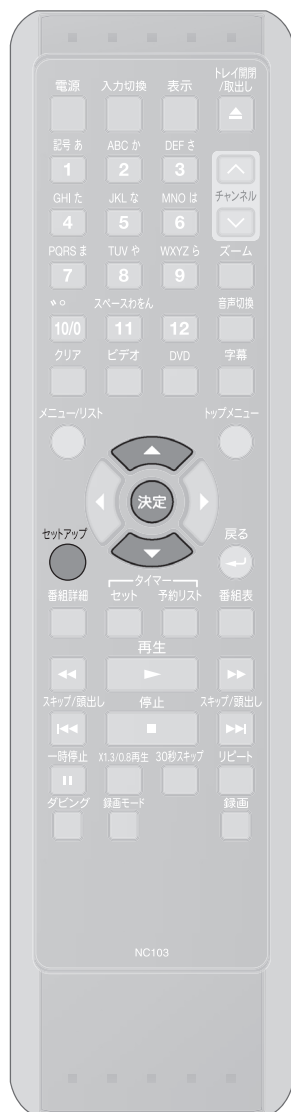 電源 入力切換 表示 トレイ開閉/取出し
記号 あ ABC か DEF さ
1 2 3
GHI た JKL な MNO は チャンネル
4 5 6
PQRS ま TUV や WXYZ ら ズーム
7 8 9
゛゜ スペースわをん 音声切換
10/0 11 12
クリア ビデオ DVD 字幕
メニュー/リスト トップメニュー
決定
セットアップ 戻る
タイマー
番組詳細 セット 予約リスト 番組表
再生
スキップ/頭出し 停止 スキップ/頭出し
一時停止 X1.3/0.8再生 30秒スキップ リピート
ダビング 録画モード 録画
NC103